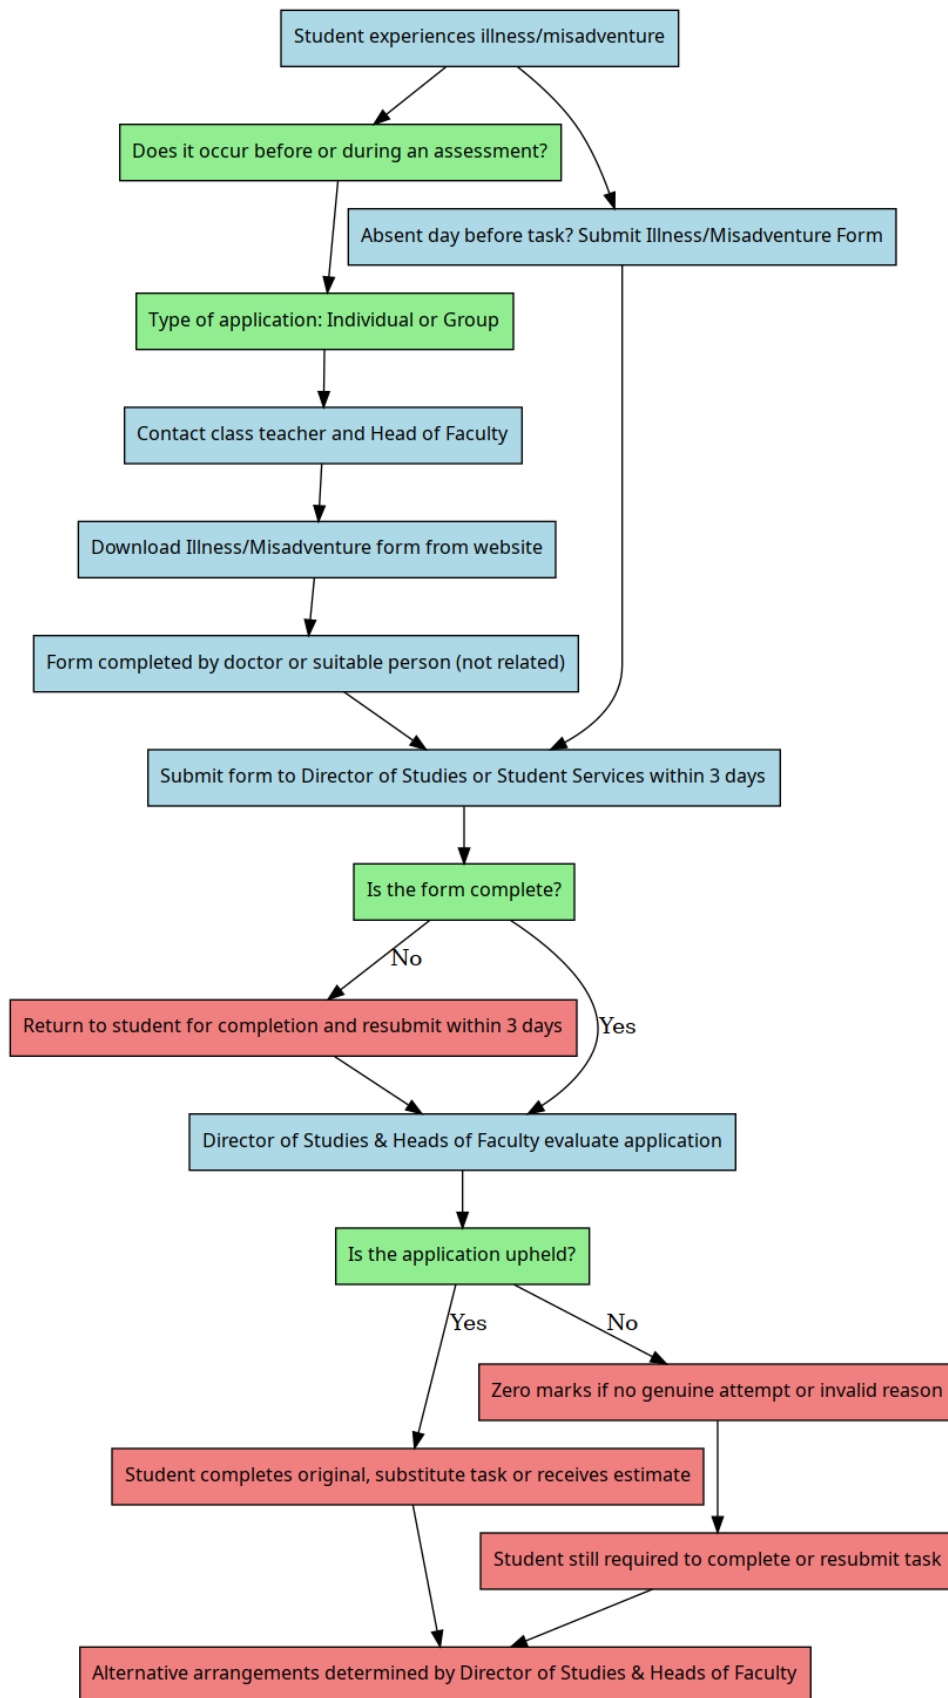 Student experiences illness/misadventure
Does it occur before or during an assessment?
Absent day before task? Submit Illness/Misadventure Form
Type of application: Individual or Group
Contact class teacher and Head of Faculty
Download Illness/Misadventure form from website
Form completed by doctor or suitable person (not related)
Submit form to Director of Studies or Student Services within 3 days
Is the form complete?
No
Return to student for completion and resubmit within 3 days
Yes
Director of Studies & Heads of Faculty evaluate application
Is the application upheld?
Yes
No
Zero marks if no genuine attempt or invalid reason
Student completes original, substitute task or receives estimate
Student still required to complete or resubmit task
Alternative arrangements determined by Director of Studies & Heads of Faculty